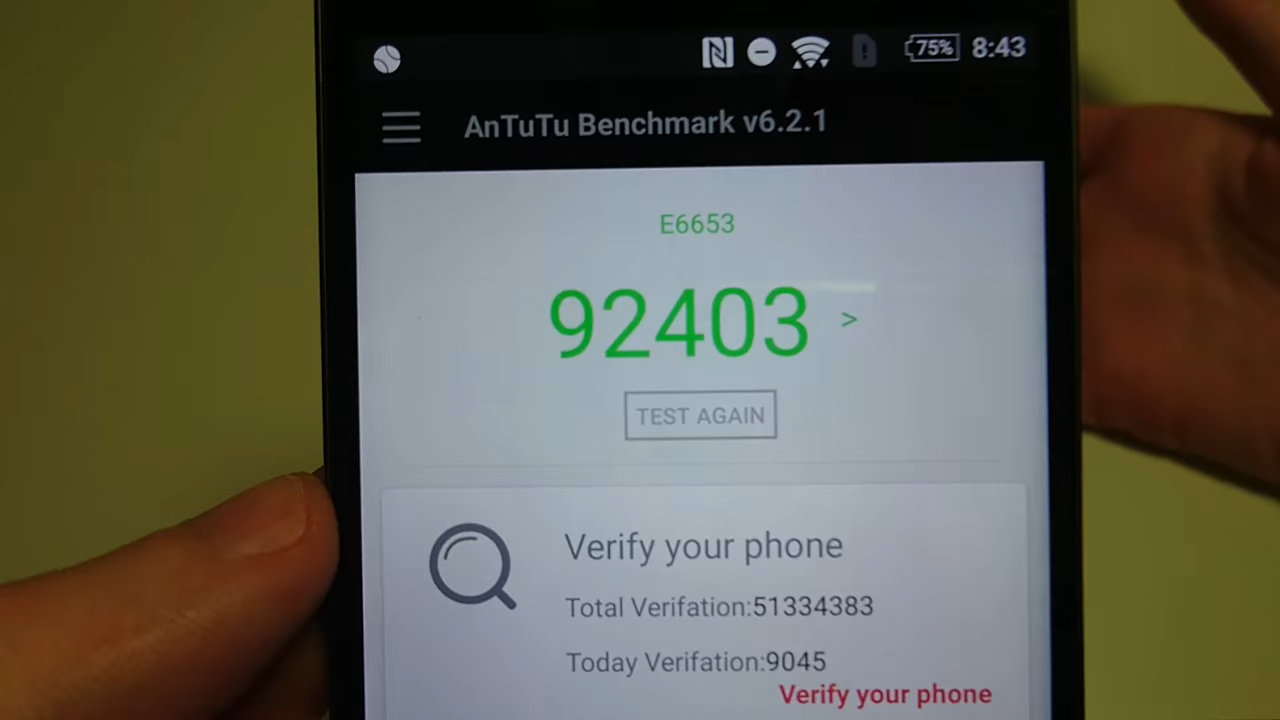 75% 8:43
AnTuTu Benchmark v6.2.1
E6653
92403 >
TEST AGAIN
Verify your phone
Total Verifation:51334383
Today Verifation:9045
Verify your phone